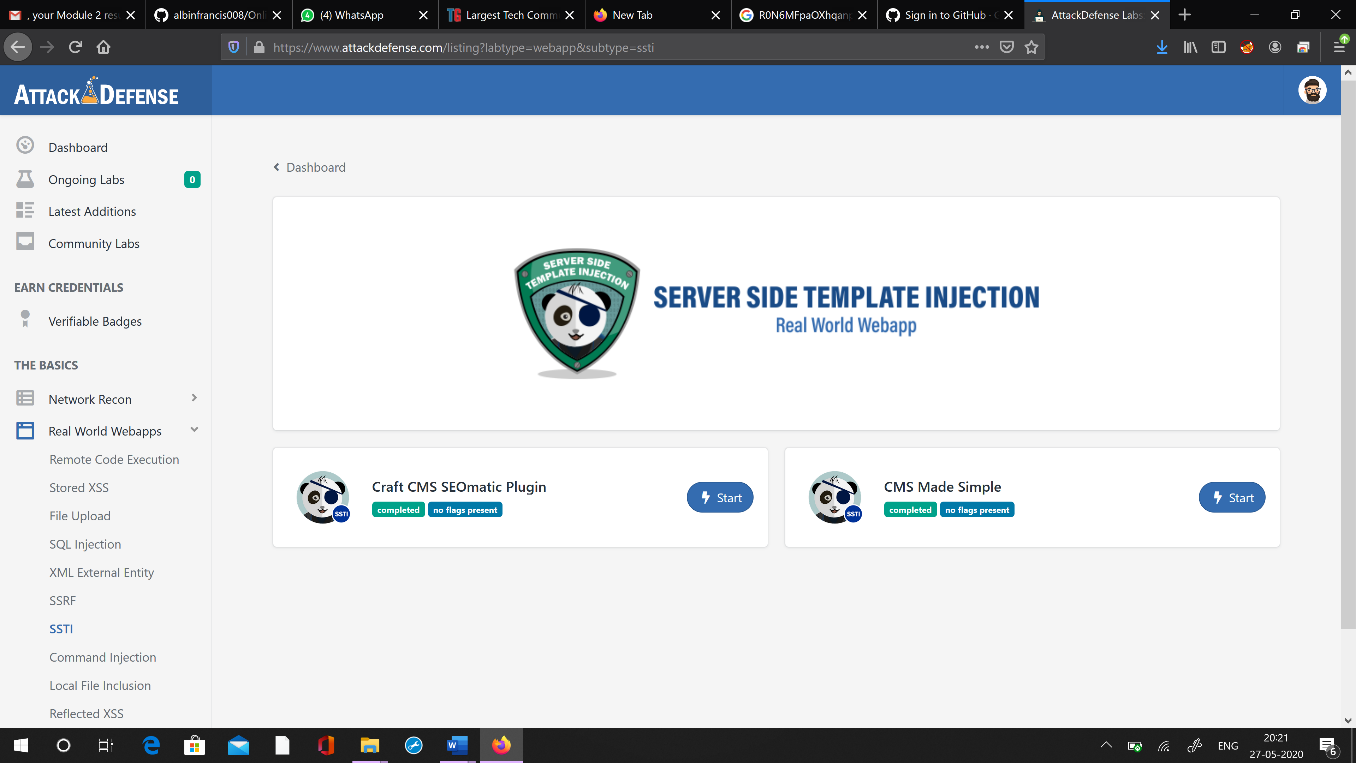 , your Module 2 resu
albinfrancis008/Onli
(4) WhatsApp
Largest Tech Comm
New Tab
R0N6MFpaOXhqanp
Sign in to GitHub · G
AttackDefense Labs
https://www.attackdefense.com/listing?labtype=webapp&subtype=ssti
ATTACKDEFENSE
Dashboard
Ongoing Labs 0
Latest Additions
Community Labs
EARN CREDENTIALS
Verifiable Badges
THE BASICS
Network Recon
Real World Webapps
Remote Code Execution
Stored XSS
File Upload
SQL Injection
XML External Entity
SSRF
SSTI
Command Injection
Local File Inclusion
Reflected XSS
Dashboard
SERVER SIDE
TEMPLATE INJECTION
SERVER SIDE TEMPLATE INJECTION
Real World Webapp
Craft CMS SEOmatic Plugin
completed no flags present
SSTI
Start
CMS Made Simple
completed no flags present
SSTI
Start
ENG
20:21
27-05-2020
6